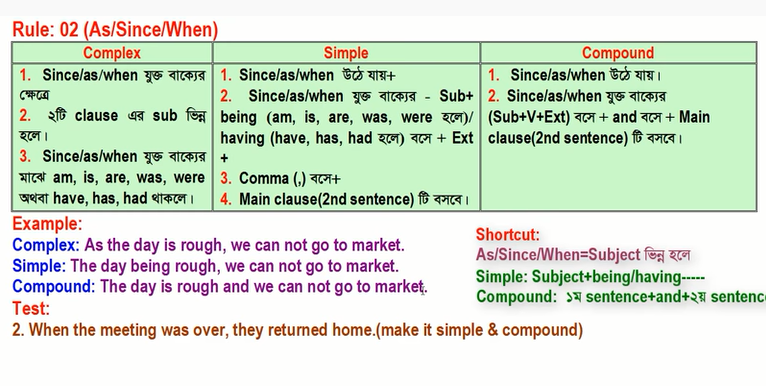 Rule: 02 (As/Since/When)
Complex
Simple
Compound
1. Since/as/when যুক্ত বাক্যের
ক্ষেত্রে
2. ২টি clause এর sub ভিন্ন
হলে।
3. Since/as/when যুক্ত বাক্যের
মাঝে am, is, are, was, were
অথবা have, has, had থাকলে।
1. Since/as/when উঠে যায়+
2. Since/as/when যুক্ত বাক্যের - Sub+
being (am, is, are, was, were হলে)/
having (have, has, had হলে) বসে + Ext
+
3. Comma (,) বসে+
4. Main clause(2nd sentence) টি বসবে।
1. Since/as/when উঠে যায়।
2. Since/as/when যুক্ত বাক্যের
(Sub+V+Ext) বসে + and বসে + Main
clause(2nd sentence) টি বসবে।
Example:
Complex: As the day is rough, we can not go to market.
Simple: The day being rough, we can not go to market.
Compound: The day is rough and we can not go to market.
Shortcut:
As/Since/When=Subject ভিন্ন হলে
Simple: Subject+being/having-----
Compound: ১ম sentence+and+২য় sentenc
Test:
2. When the meeting was over, they returned home.(make it simple & compound)